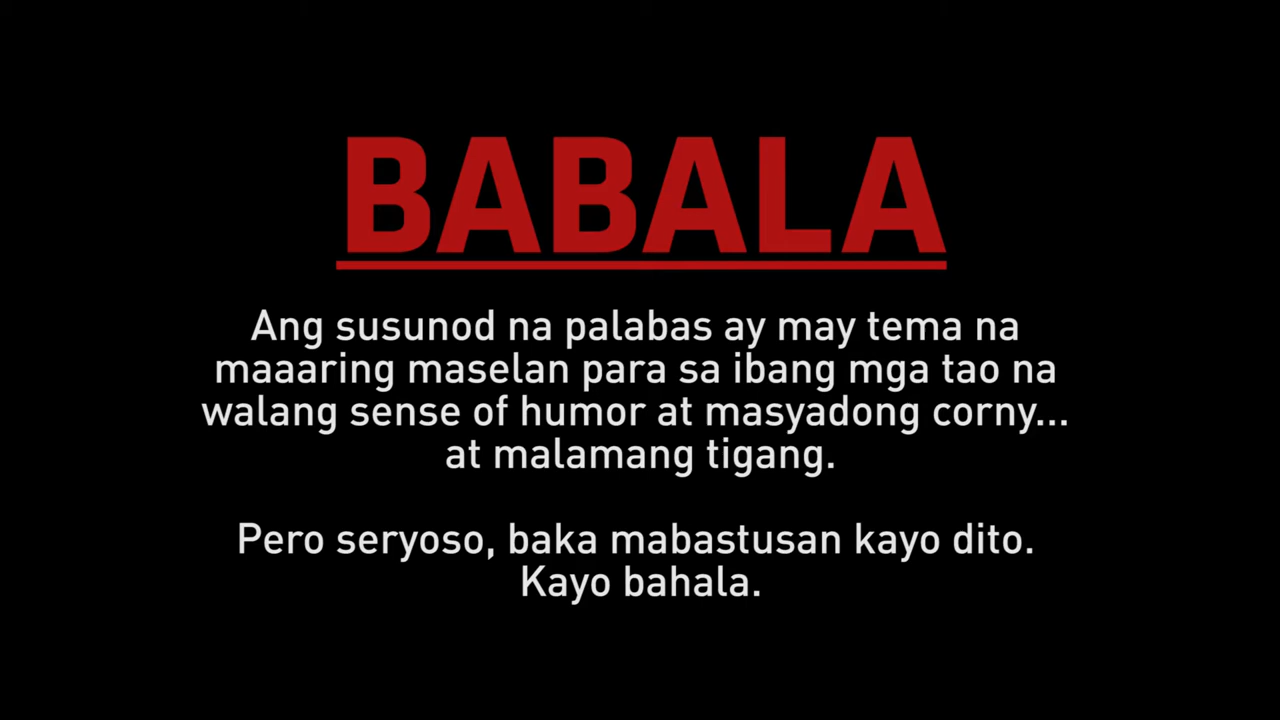 BABALA
Ang susunod na palabas ay may tema na
maaaring maselan para sa ibang mga tao na
walang sense of humor at masyadong corny...
at malamang tigang.
Pero seryoso, baka mabastusan kayo dito.
Kayo bahala.